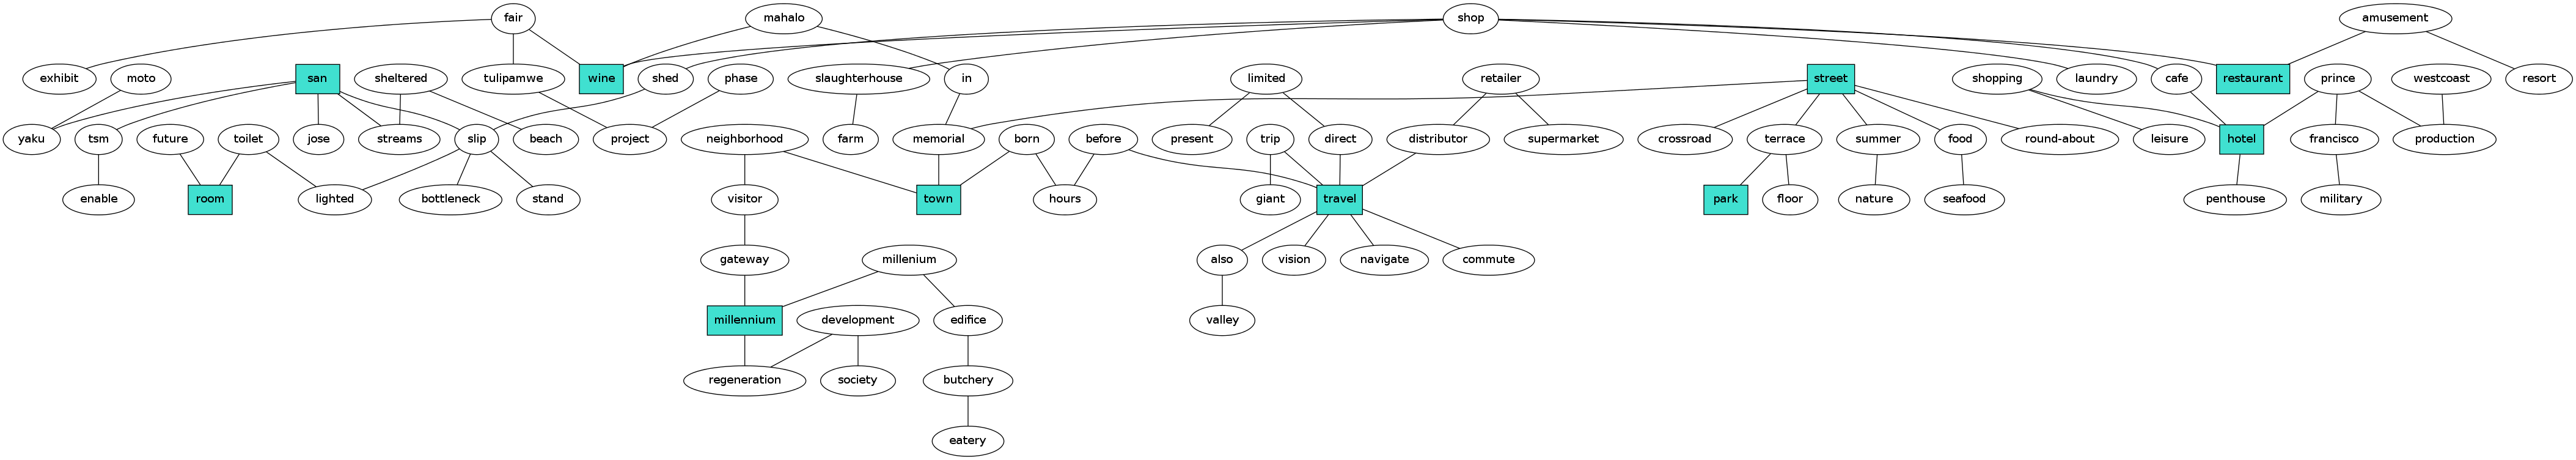 fair
mahalo
shop
amusement
exhibit
moto
san
sheltered
tulipamwe
wine
shed
phase
slaughterhouse
in
limited
retailer
street
shopping
laundry
cafe
restaurant
prince
westcoast
resort
yaku
tsm
future
toilet
jose
streams
slip
beach
project
neighborhood
farm
memorial
born
before
present
trip
direct
distributor
supermarket
crossroad
terrace
summer
food
round-about
leisure
hotel
francisco
production
enable
room
lighted
bottleneck
stand
visitor
town
hours
giant
travel
park
floor
nature
seafood
penthouse
military
gateway
millenium
also
vision
navigate
commute
millennium
development
edifice
valley
regeneration
society
butchery
eatery